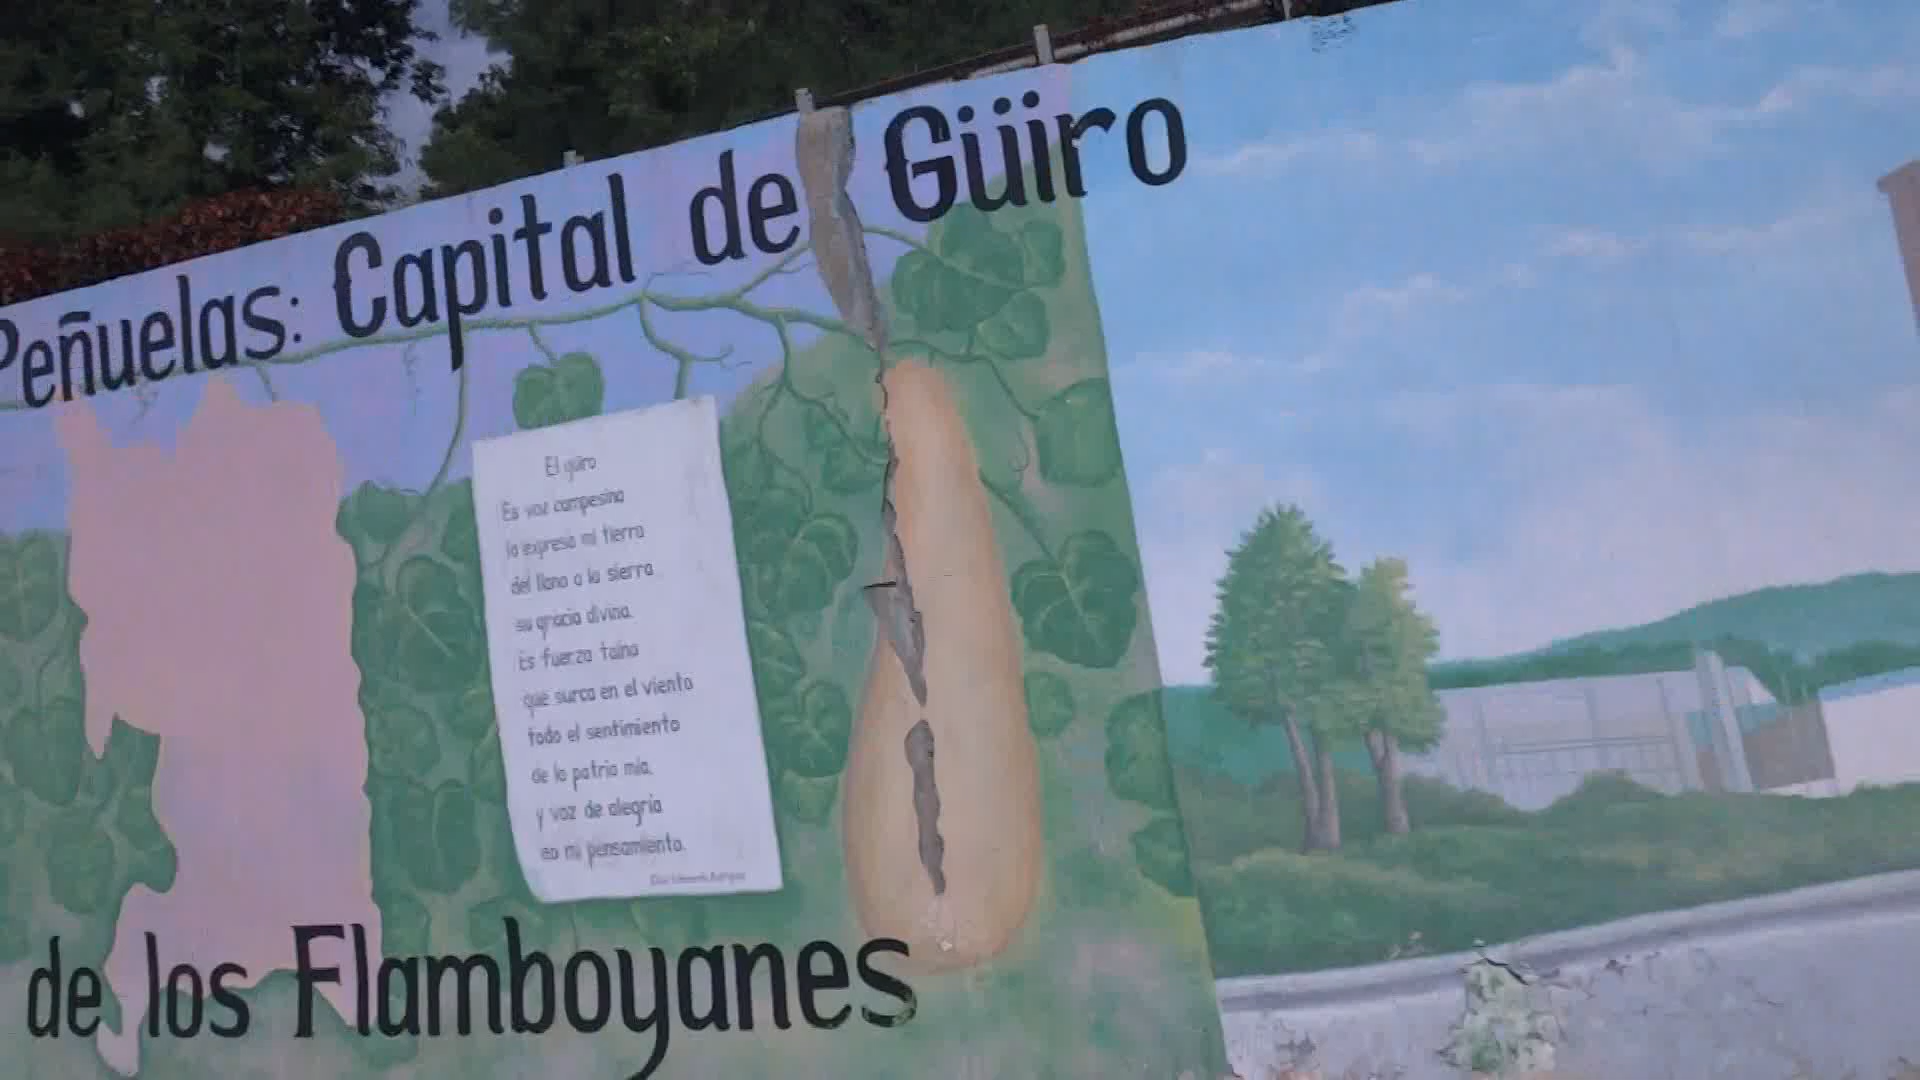 Peñuelas: Capital de Güiro
El güiro
Es voz campesina
la expresa mi tierra
del llano a la sierra
su gracia divina.
Es fuerza taína
que surca en el viento
todo el sentimiento
de la patria mía,
y voz de alegría
en mi pensamiento.
de los Flamboyanes